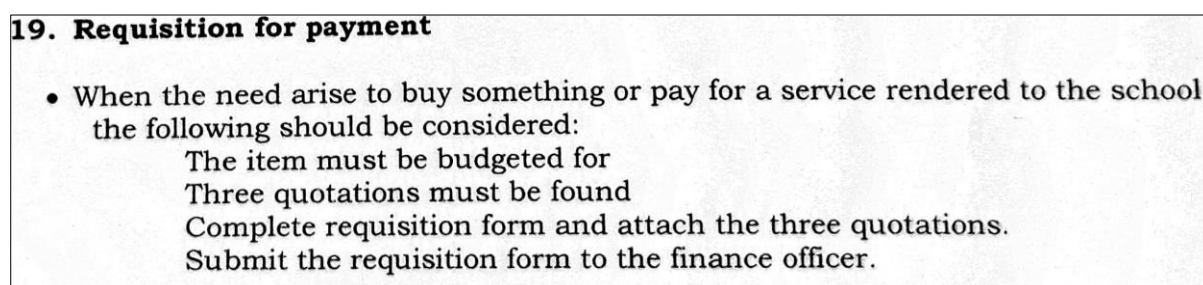 19. Requisition for payment
• When the need arise to buy something or pay for a service rendered to the school
the following should be considered:
The item must be budgeted for
Three quotations must be found
Complete requisition form and attach the three quotations.
Submit the requisition form to the finance officer.